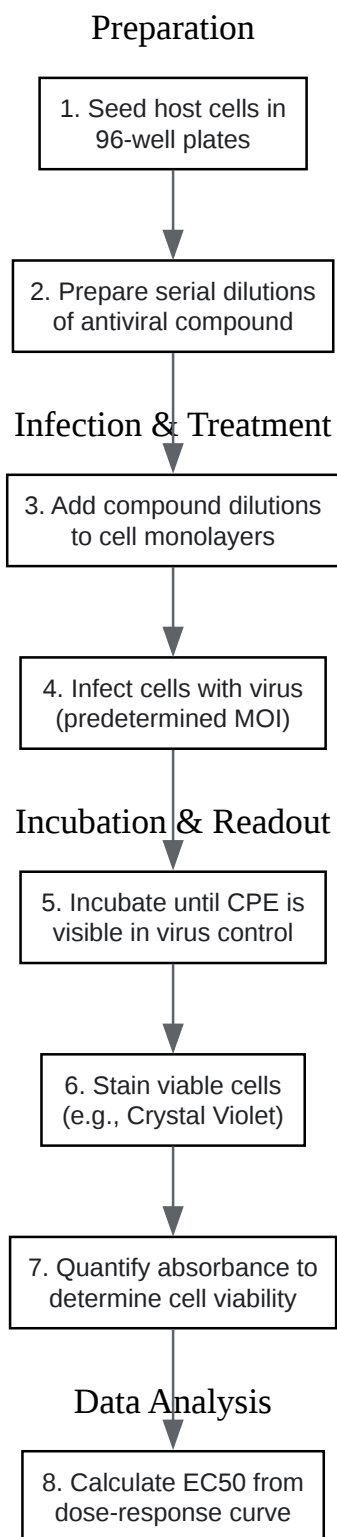 Preparation
1. Seed host cells in
96-well plates
2. Prepare serial dilutions
of antiviral compound
Infection & Treatment
3. Add compound dilutions
to cell monolayers
4. Infect cells with virus
(predetermined MOI)
Incubation & Readout
5. Incubate until CPE is
visible in virus control
6. Stain viable cells
(e.g., Crystal Violet)
7. Quantify absorbance to
determine cell viability
Data Analysis
8. Calculate EC50 from
dose-response curve